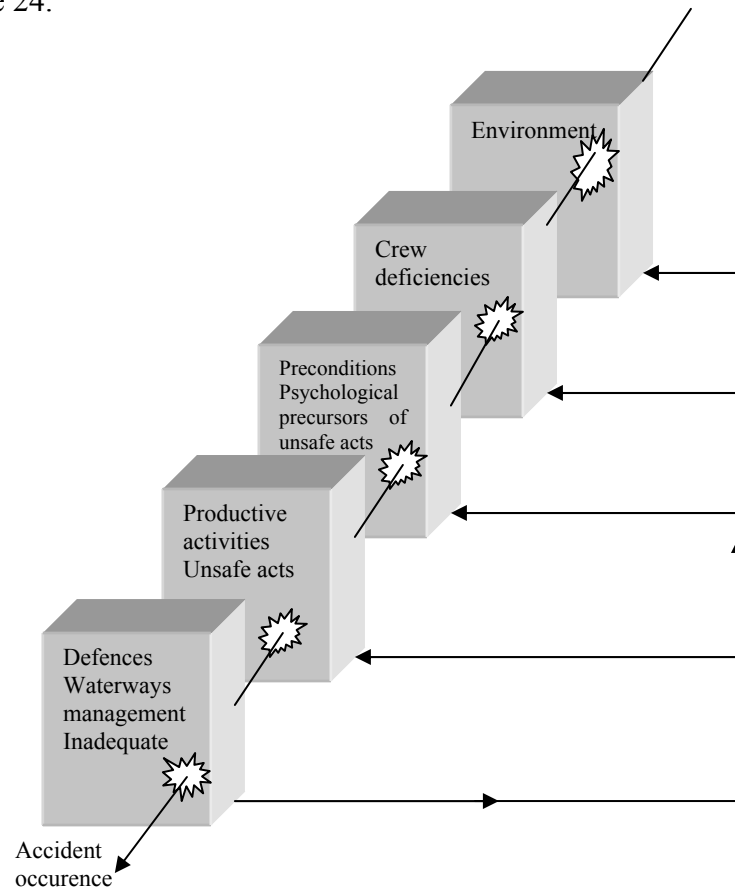 e 24.
Environment
Crew
deficiencies
Preconditions
Psychological
precursors of
unsafe acts
Productive
activities
Unsafe acts
Defences
Waterways
management
Inadequate
Accident
occurence